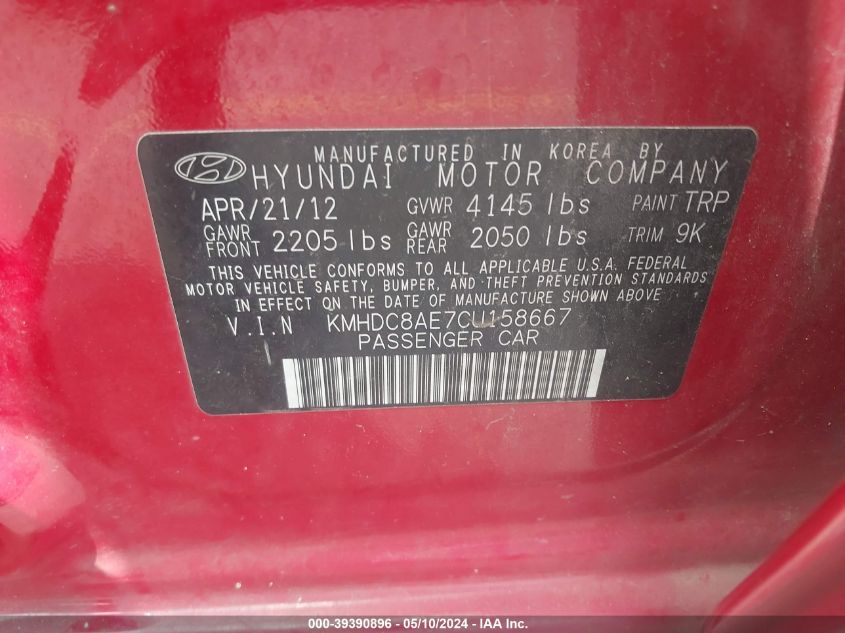 MANUFACTURED IN KOREA BY
HYUNDAI MOTOR COMPANY
APR/21/12 GVWR 4145 lbs PAINT TRP
GAWR FRONT 2205 lbs GAWR REAR 2050 lbs TRIM 9K
THIS VEHICLE CONFORMS TO ALL APPLICABLE U.S.A. FEDERAL
MOTOR VEHICLE SAFETY, BUMPER, AND THEFT PREVENTION STANDARDS
IN EFFECT ON THE DATE OF MANUFACTURE SHOWN ABOVE
V.I.N KMHDC8AE7CU158667
PASSENGER CAR
000-39390896 - 05/10/2024 - IAA Inc.